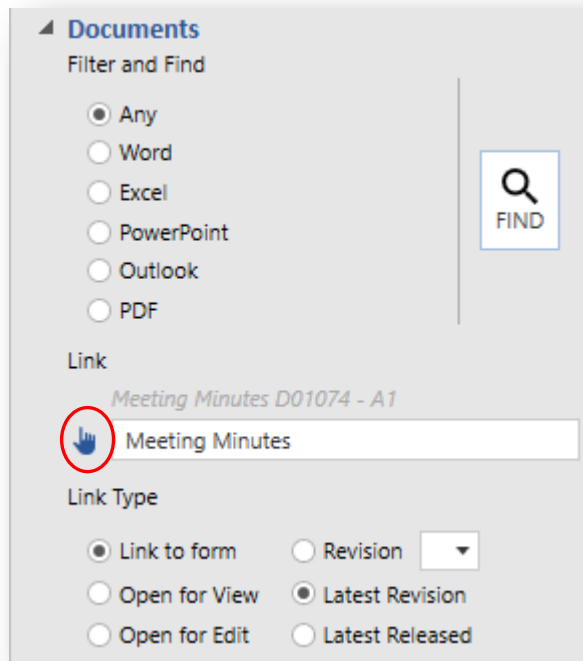 Documents
Filter and Find
Any
Word
Excel
PowerPoint
Outlook
PDF
FIND
Link
Meeting Minutes D01074 - A1
Meeting Minutes
Link Type
Link to form Revision
Open for View Latest Revision
Open for Edit Latest Released